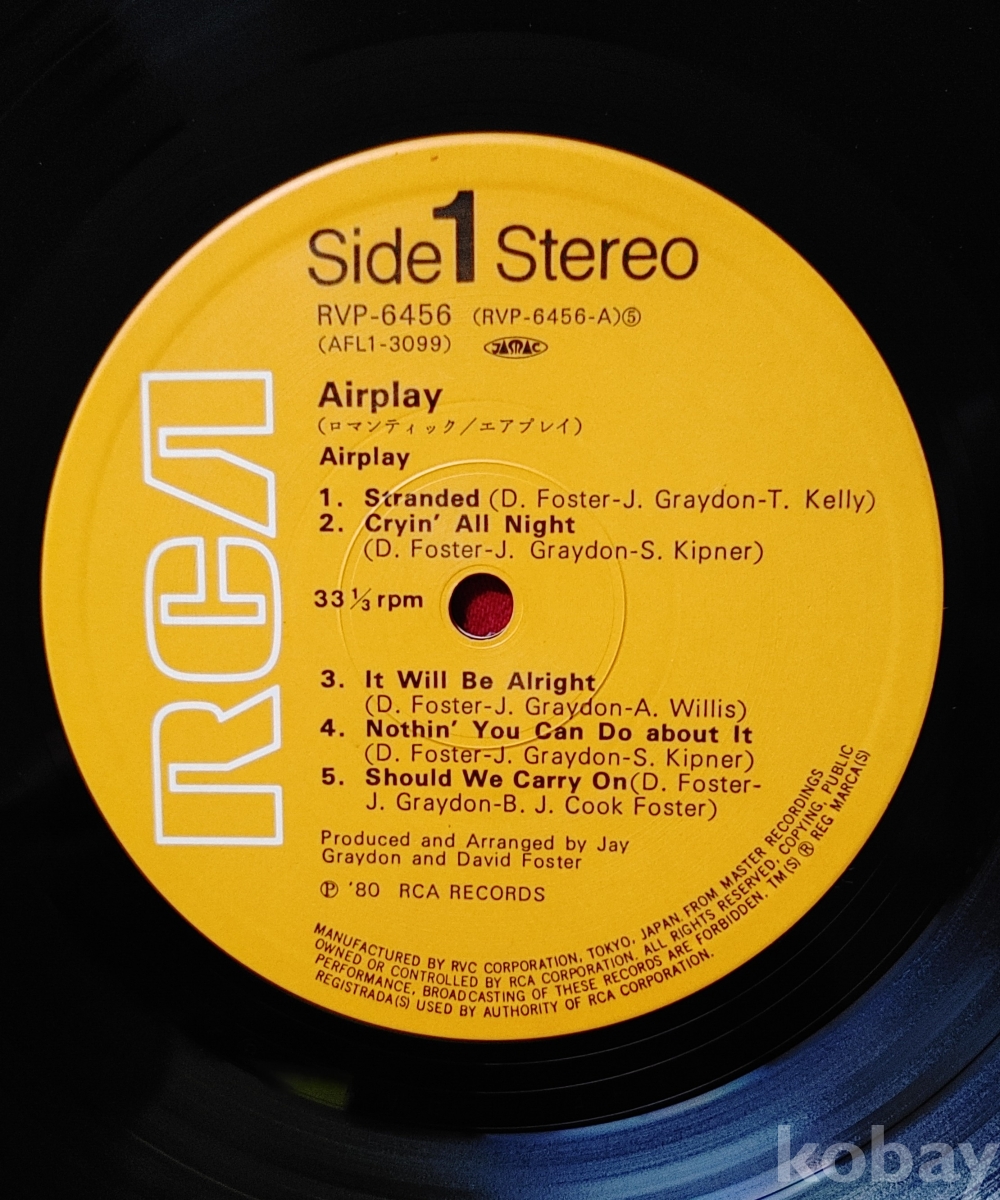 Side 1 Stereo
RVP-6456 (RVP-6456-A)⑤
(AFL1-3099) JASRAC
Airplay
(ロマンティック/エアプレイ)
Airplay
1. Stranded (D. Foster-J. Graydon-T. Kelly)
2. Cryin' All Night
(D. Foster-J. Graydon-S. Kipner)
33 1/3 rpm
3. It Will Be Alright
(D. Foster-J. Graydon-A. Willis)
4. Nothin' You Can Do about It
(D. Foster-J. Graydon-S. Kipner)
5. Should We Carry On(D. Foster-
J. Graydon-B. J. Cook Foster)
Produced and Arranged by Jay
Graydon and David Foster
Ⓟ '80 RCA RECORDS
MANUFACTURED BY RVC CORPORATION, TOKYO, JAPAN, FROM MASTER RECORDINGS
OWNED OR CONTROLLED BY RCA CORPORATION. ALL RIGHTS RESERVED. COPYING, PUBLIC
PERFORMANCE, BROADCASTING OF THESE RECORDS ARE FORBIDDEN. TM(S) ® REG MARCA(S)
REGISTRADA(S) USED BY AUTHORITY OF RCA CORPORATION.
RCA
kobay